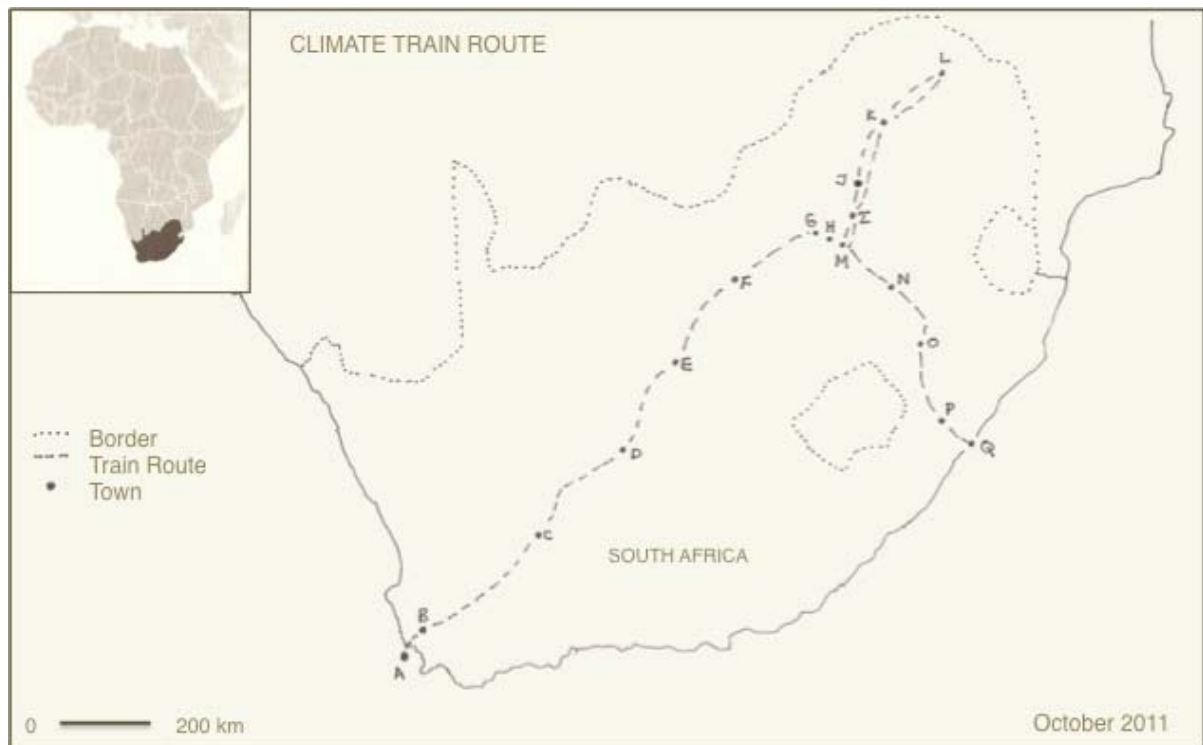 CLIMATE TRAIN ROUTE
L
K
J
I
G
H
M
F
N
E
O
P
Q
D
C
B
A
Border
Train Route
Town
SOUTH AFRICA
0 200 km
October 2011